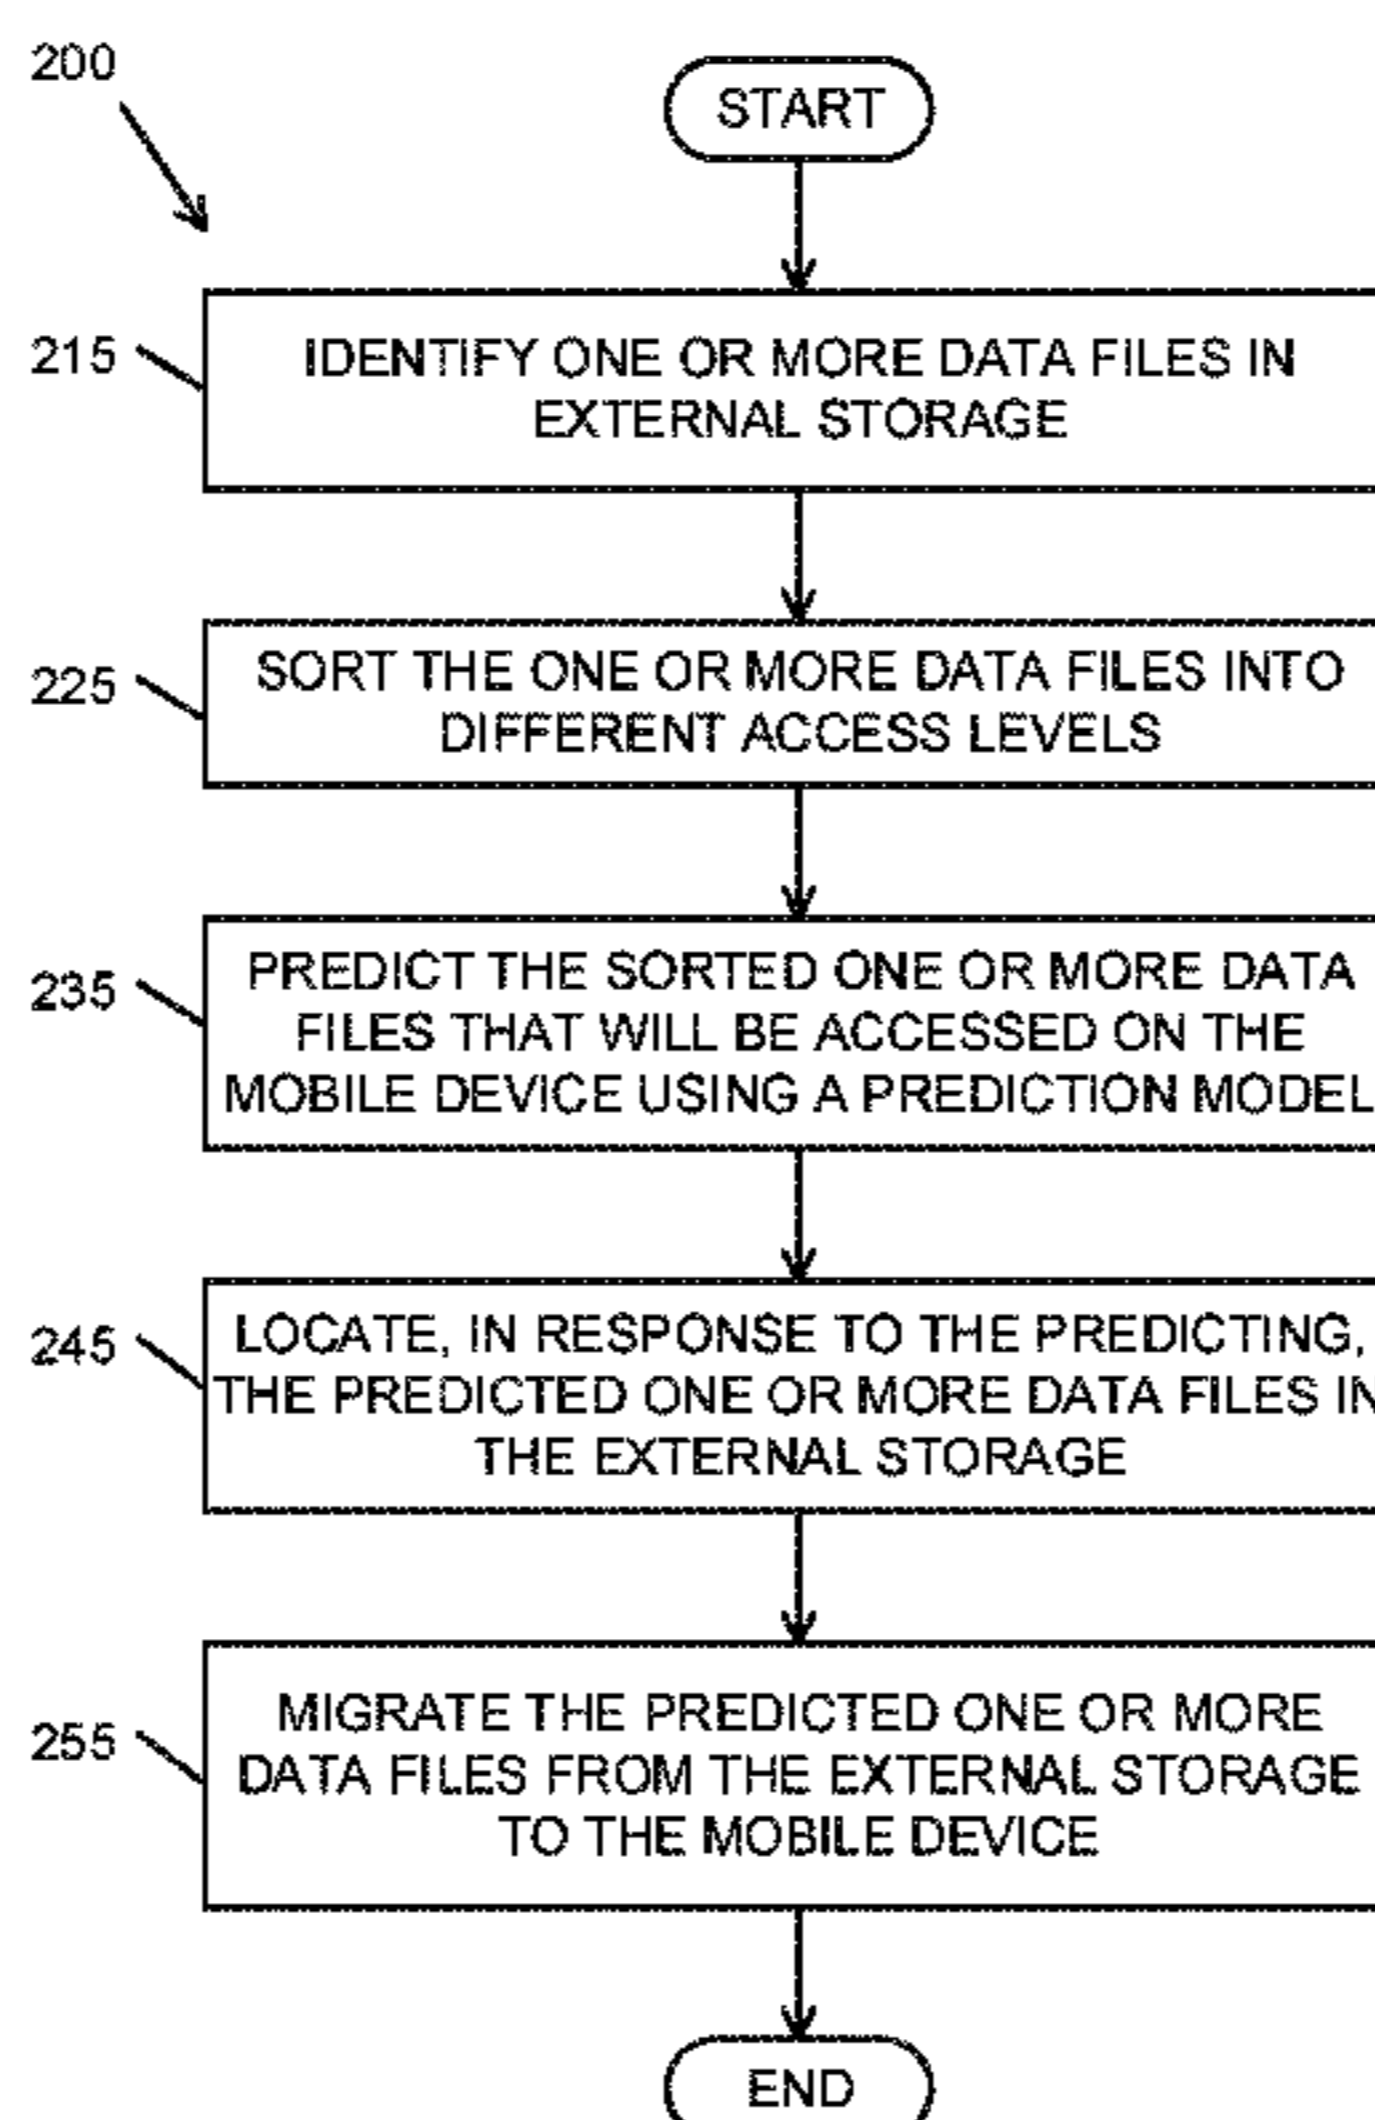 200
START
215
IDENTIFY ONE OR MORE DATA FILES IN
EXTERNAL STORAGE
225
SORT THE ONE OR MORE DATA FILES INTO
DIFFERENT ACCESS LEVELS
235
PREDICT THE SORTED ONE OR MORE DATA
FILES THAT WILL BE ACCESSED ON THE
MOBILE DEVICE USING A PREDICTION MODEL
245
LOCATE, IN RESPONSE TO THE PREDICTING,
THE PREDICTED ONE OR MORE DATA FILES IN
THE EXTERNAL STORAGE
255
MIGRATE THE PREDICTED ONE OR MORE
DATA FILES FROM THE EXTERNAL STORAGE
TO THE MOBILE DEVICE
END